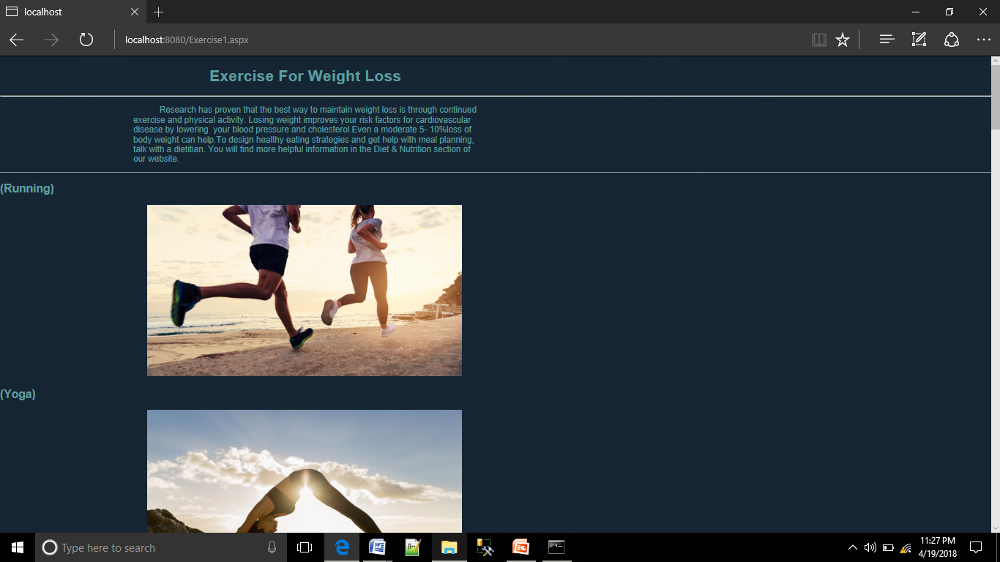 localhost
localhost:8080/Exercise1.aspx
Exercise For Weight Loss
Research has proven that the best way to maintain weight loss is through continued
exercise and physical activity. Losing weight improves your risk factors for cardiovascular
disease by lowering  your blood pressure and cholesterol.Even a moderate 5- 10%loss of
body weight can help.To design healthy eating strategies and get help with meal planning,
talk with a dietitian. You will find more helpful information in the Diet & Nutrition section of
our website.
(Running)
(Yoga)
Type here to search
11:27 PM
4/19/2018